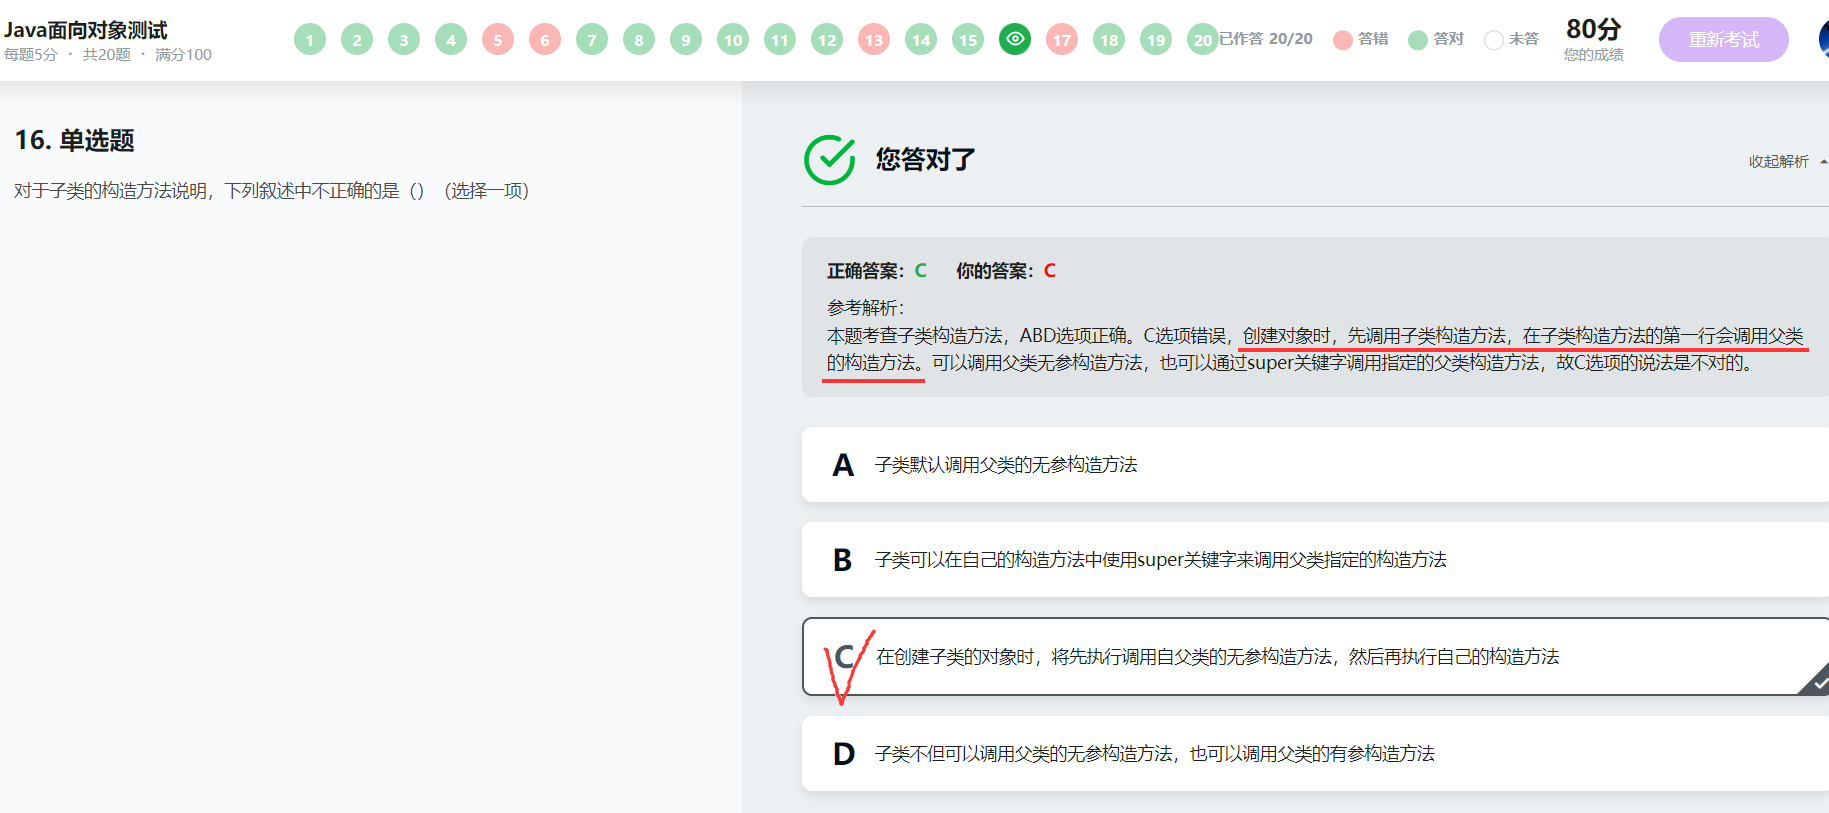 Java面向对象测试
每题5分 · 共20题 · 满分100
1 2 3 4 5 6 7 8 9 10 11 12 13 14 15 17 18 19 20
已作答 20/20 答错 答对 未答
80分
您的成绩
重新考试
16. 单选题
对于子类的构造方法说明，下列叙述中不正确的是（）（选择一项）
您答对了
收起解析
正确答案：C 你的答案：C
参考解析：
本题考查子类构造方法，ABD选项正确。C选项错误，创建对象时，先调用子类构造方法，在子类构造方法的第一行会调用父类
的构造方法。可以调用父类无参构造方法，也可以通过super关键字调用指定的父类构造方法，故C选项的说法是不对的。
A 子类默认调用父类的无参构造方法
B 子类可以在自己的构造方法中使用super关键字来调用父类指定的构造方法
C 在创建子类的对象时，将先执行调用自父类的无参构造方法，然后再执行自己的构造方法
D 子类不但可以调用父类的无参构造方法，也可以调用父类的有参构造方法